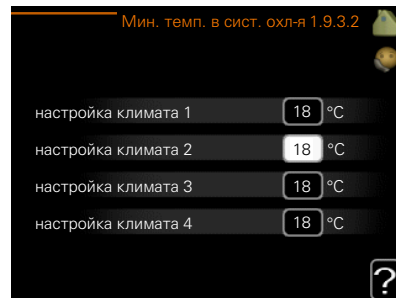 Мин. темп. в сист. охл-я 1.9.3.2
настройка климата 1 18 °C
настройка климата 2 18 °C
настройка климата 3 18 °C
настройка климата 4 18 °C
?